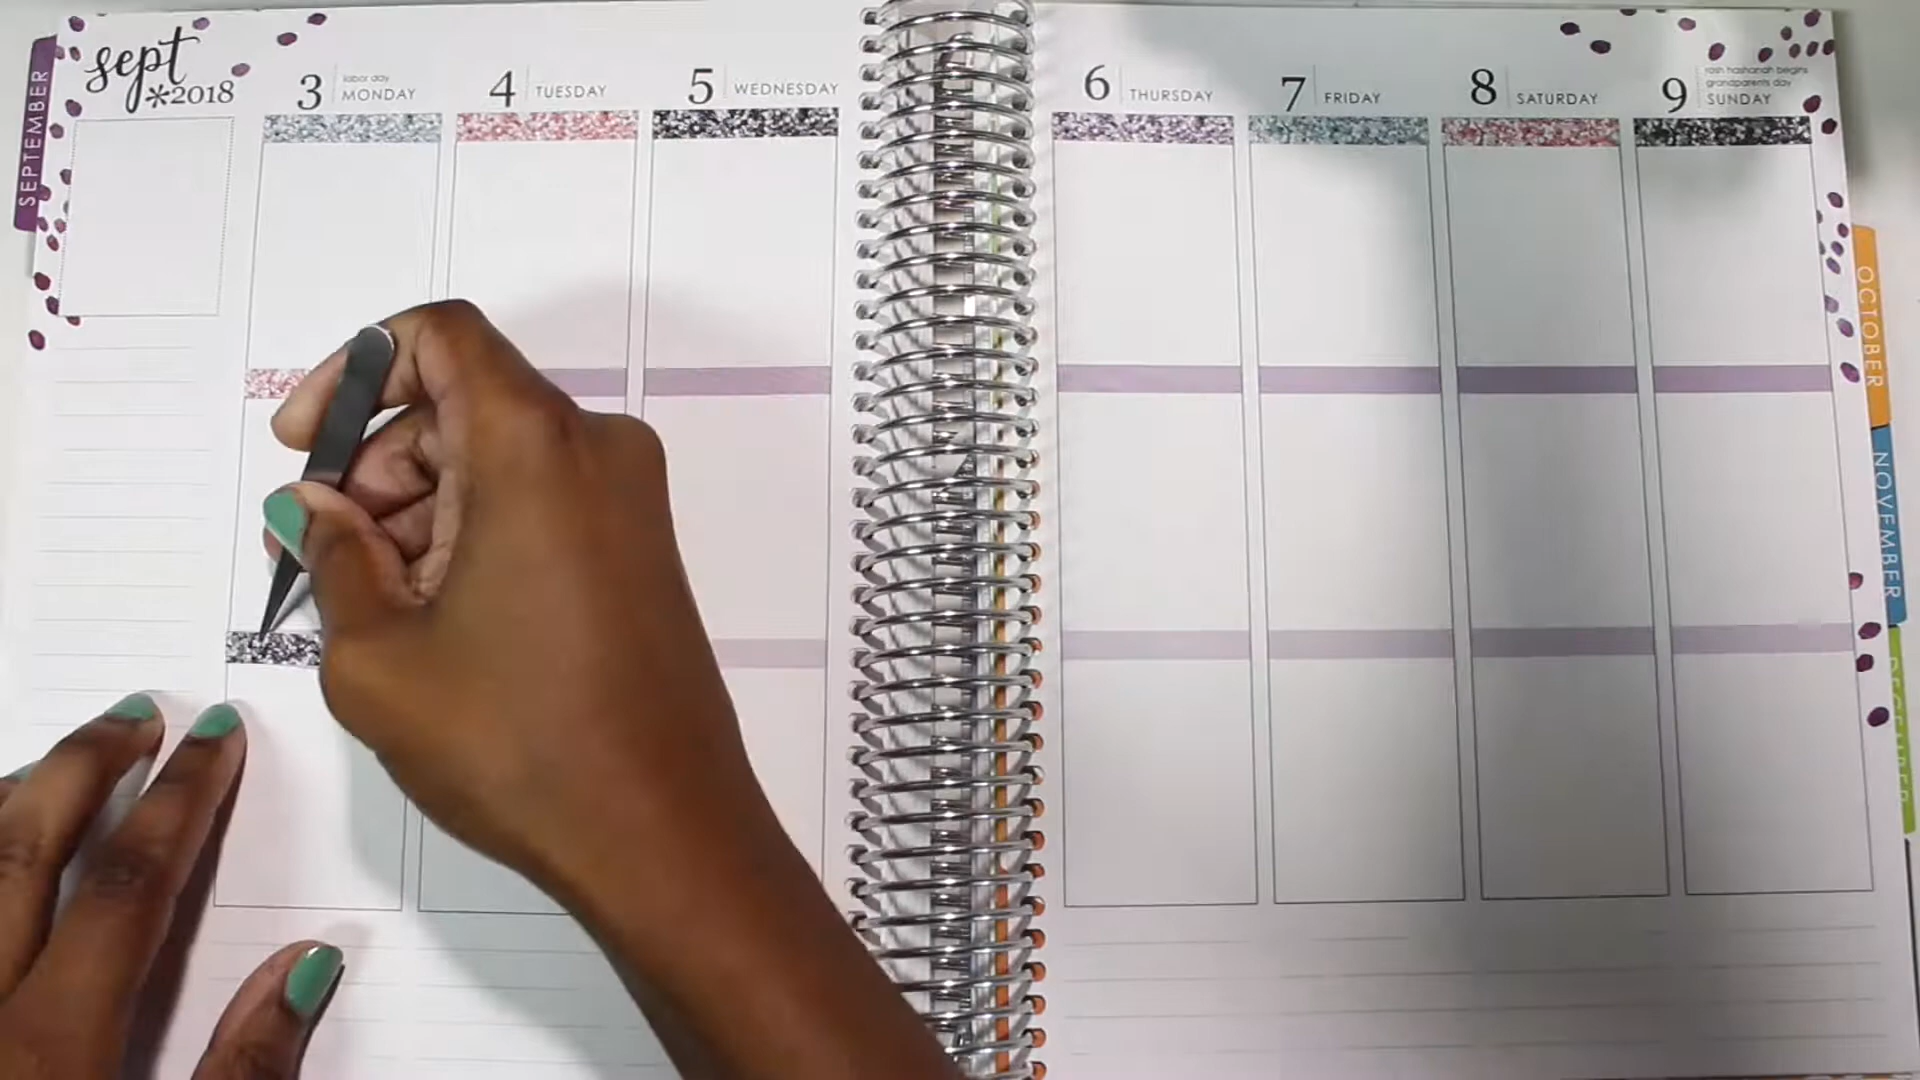 sept
*2018
SEPTEMBER
3 labor day
MONDAY
4 TUESDAY
5 WEDNESDAY
6 THURSDAY
7 FRIDAY
8 SATURDAY
9 rosh hashanah begins
grandparents day
SUNDAY
OCTOBER
NOVEMBER
DECEMBER